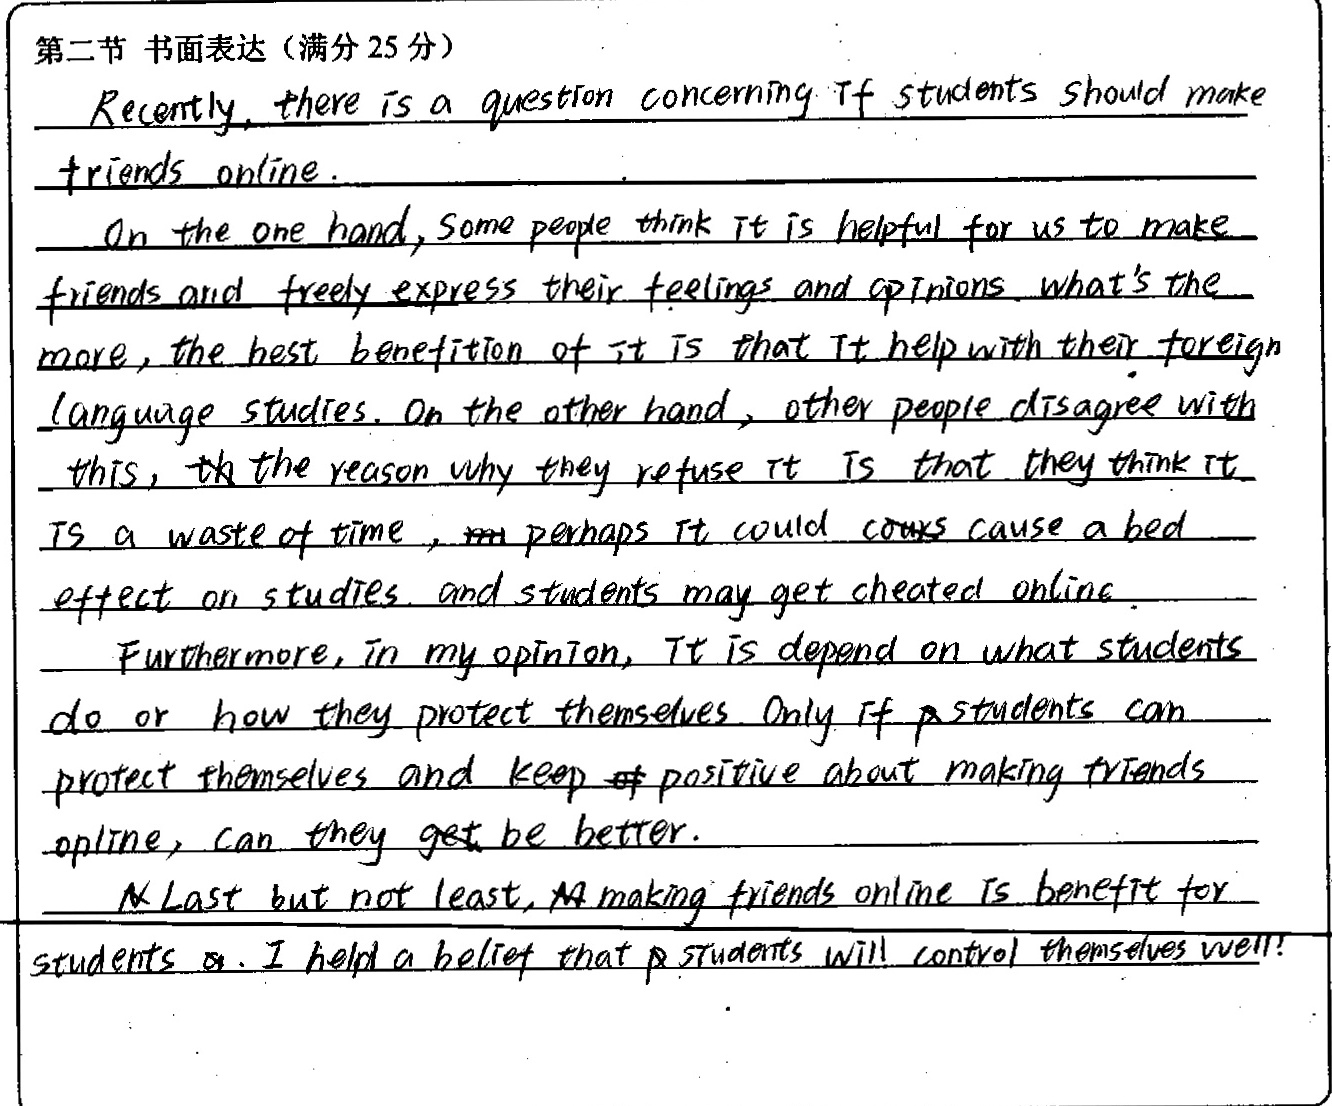 第二节 书面表达（满分 25 分）
Recently, there is a question concerning if students should make
friends online.
On the one hand, some people think it is helpful for us to make
friends and freely express their feelings and opinions. what's the
more, the best benefition of it is that it help with their foreign
language studies. On the other hand, other people disagree with
this, the reason why they refuse it is that they think it
is a waste of time, perhaps it could cause a bed
effect on studies. and students may get cheated online.
Furthermore, in my opinion, it is depend on what students
do or how they protect themselves. Only if students can
protect themselves and keep positive about making friends
opline, can they be better.
Last but not least, making friends online is benefit for
students. I held a belief that students will control themselves well!